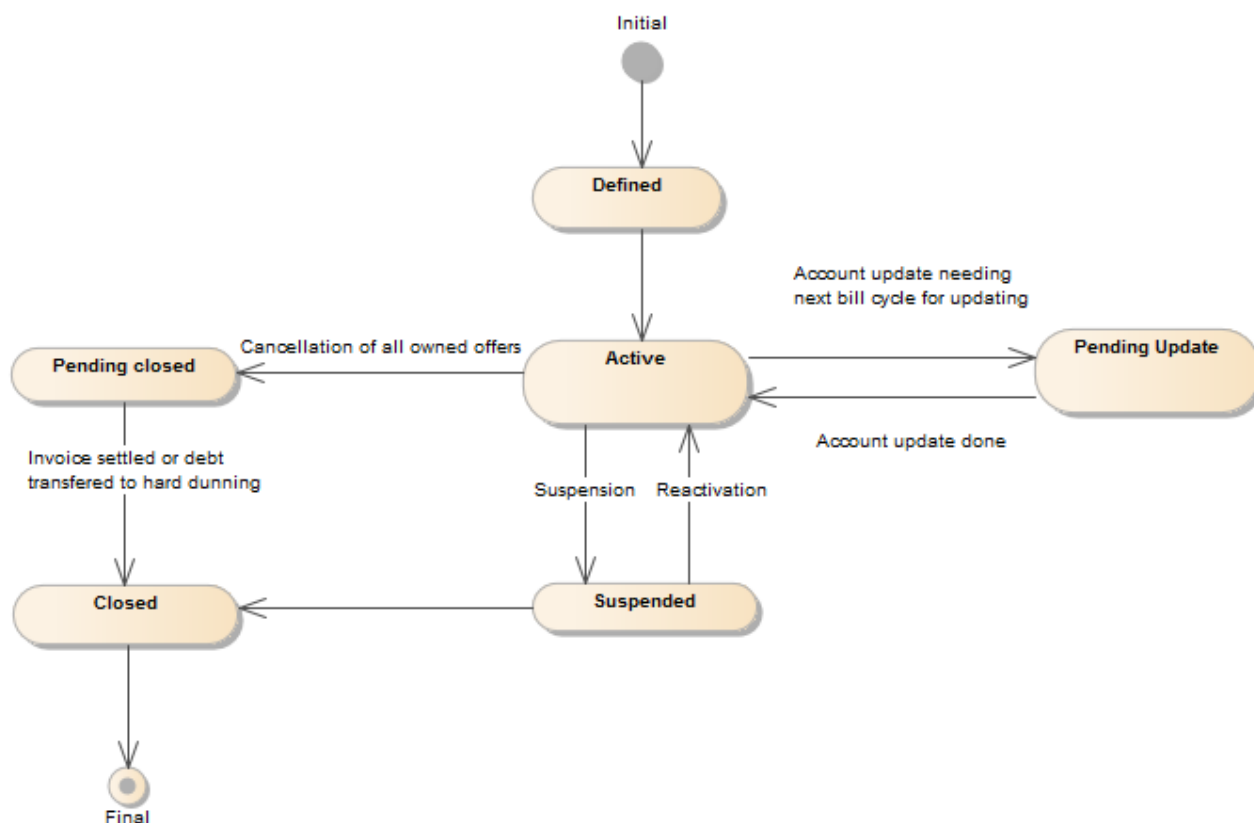 Initial
Defined
Account update needing
next bill cycle for updating
Cancellation of all owned offers
Active
Pending Update
Pending closed
Account update done
Invoice settled or debt
transfered to hard dunning
Suspension
Reactivation
Closed
Suspended
Final